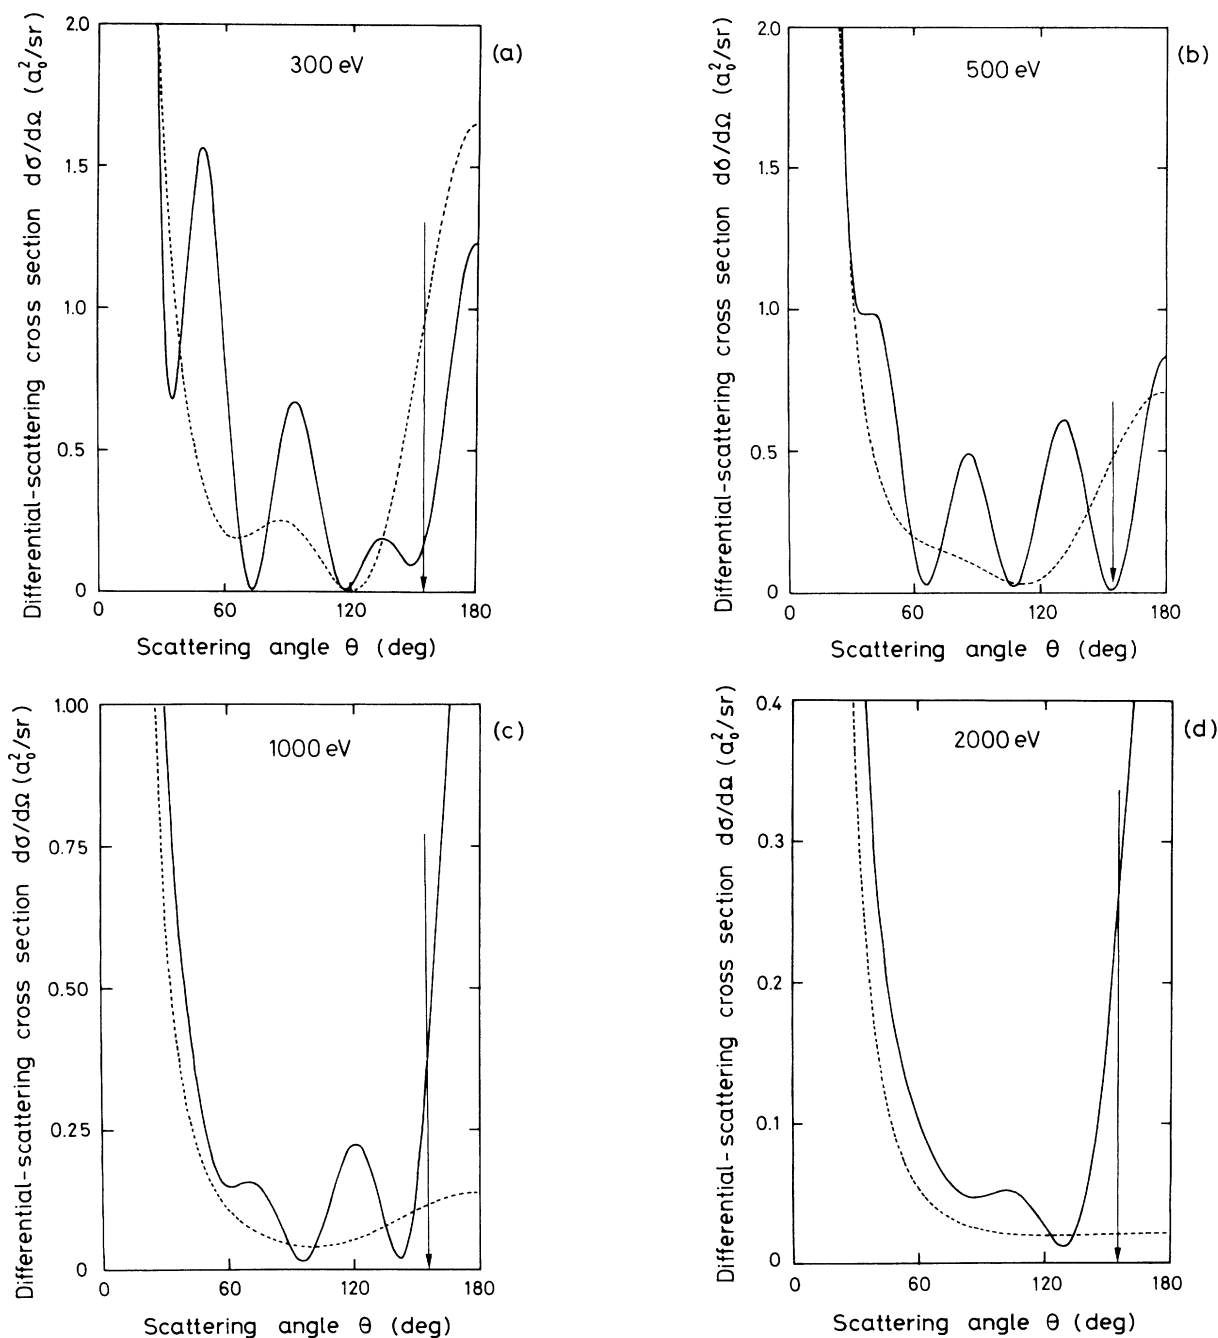 Differential-scattering cross section dσ/dΩ (a₀²/sr)
2.0
1.5
1.0
0.5
0
300 eV
(a)
0 60 120 180
Scattering angle θ (deg)
Differential-scattering cross section dσ/dΩ (a₀²/sr)
2.0
1.5
1.0
0.5
0
500 eV
(b)
0 60 120 180
Scattering angle θ (deg)
Differential-scattering cross section dσ/dΩ (a₀²/sr)
1.00
0.75
0.50
0.25
0
1000 eV
(c)
0 60 120 180
Scattering angle θ (deg)
Differential-scattering cross section dσ/dΩ (a₀²/sr)
0.4
0.3
0.2
0.1
0
2000 eV
(d)
0 60 120 180
Scattering angle θ (deg)